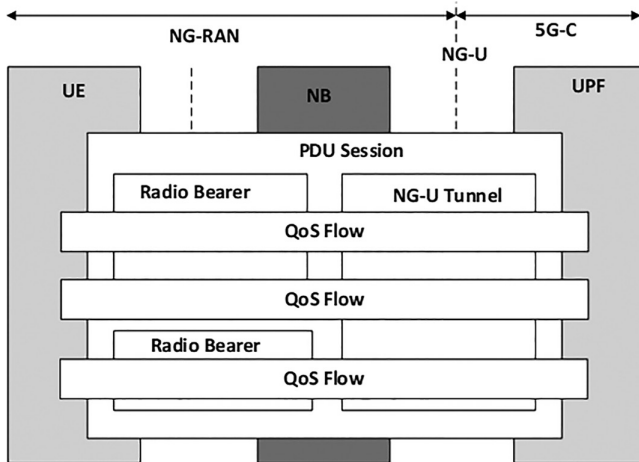 NG-RAN
5G-C
NG-U
UE
NB
UPF
PDU Session
Radio Bearer
NG-U Tunnel
QoS Flow
QoS Flow
Radio Bearer
QoS Flow